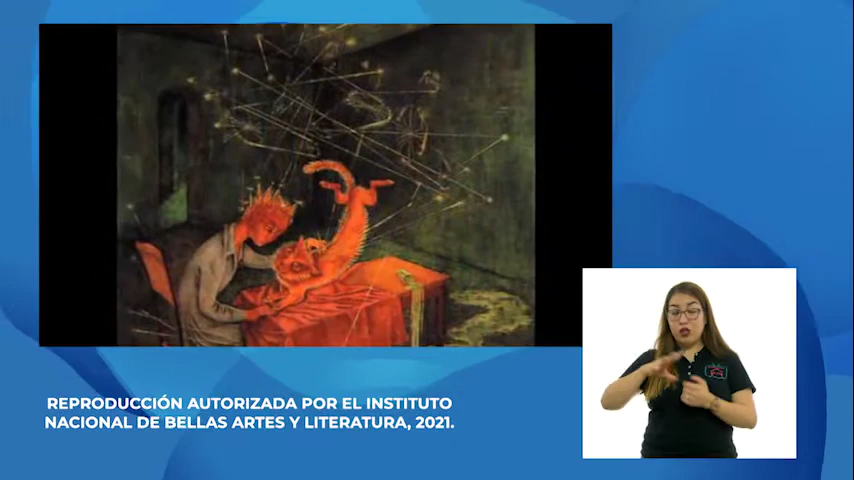 REPRODUCCIÓN AUTORIZADA POR EL INSTITUTO
NACIONAL DE BELLAS ARTES Y LITERATURA, 2021.